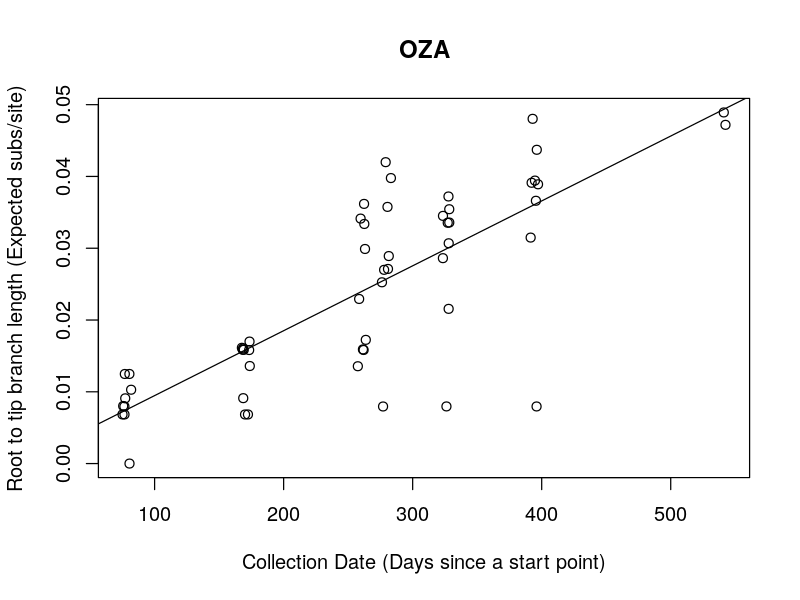 OZA
Root to tip branch length (Expected subs/site)
0.05
0.04
0.03
0.02
0.01
0.00
100 200 300 400 500
Collection Date (Days since a start point)